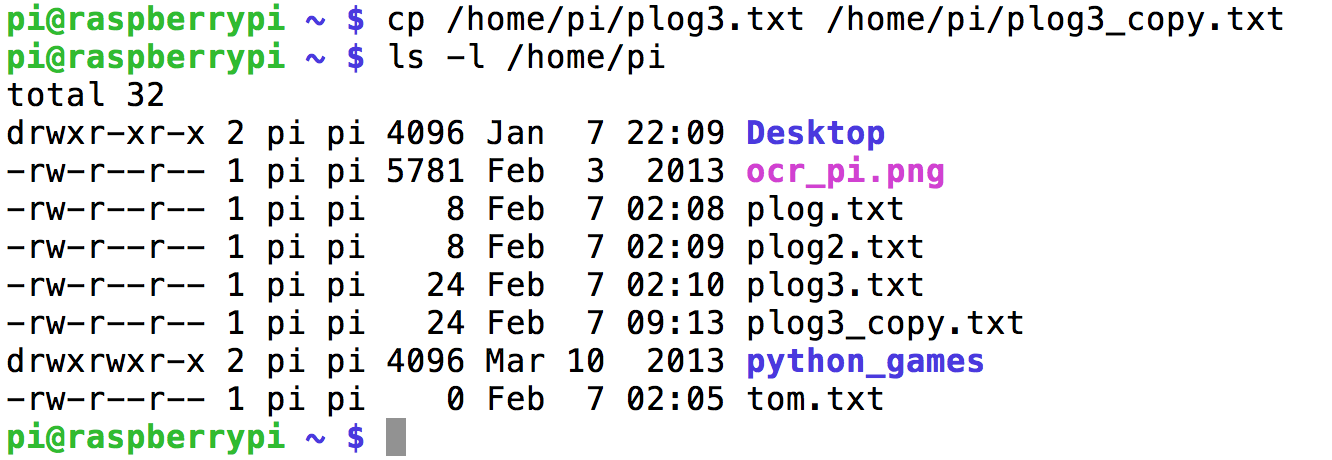 pi@raspberrypi ~ $ cp /home/pi/plog3.txt /home/pi/plog3_copy.txt
pi@raspberrypi ~ $ ls -l /home/pi
total 32
drwxr-xr-x 2 pi pi 4096 Jan  7 22:09 Desktop
-rw-r--r-- 1 pi pi 5781 Feb  3  2013 ocr_pi.png
-rw-r--r-- 1 pi pi    8 Feb  7 02:08 plog.txt
-rw-r--r-- 1 pi pi    8 Feb  7 02:09 plog2.txt
-rw-r--r-- 1 pi pi   24 Feb  7 02:10 plog3.txt
-rw-r--r-- 1 pi pi   24 Feb  7 09:13 plog3_copy.txt
drwxrwxr-x 2 pi pi 4096 Mar 10  2013 python_games
-rw-r--r-- 1 pi pi    0 Feb  7 02:05 tom.txt
pi@raspberrypi ~ $